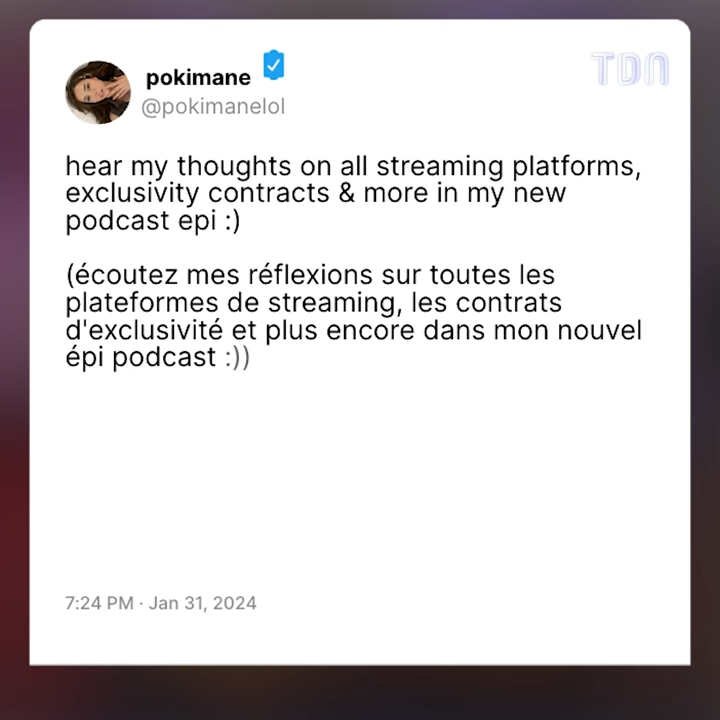 pokimane
TDN
@pokimanelol
hear my thoughts on all streaming platforms,
exclusivity contracts & more in my new
podcast epi :)
(écoutez mes réflexions sur toutes les
plateformes de streaming, les contrats
d'exclusivité et plus encore dans mon nouvel
épi podcast :))
7:24 PM · Jan 31, 2024